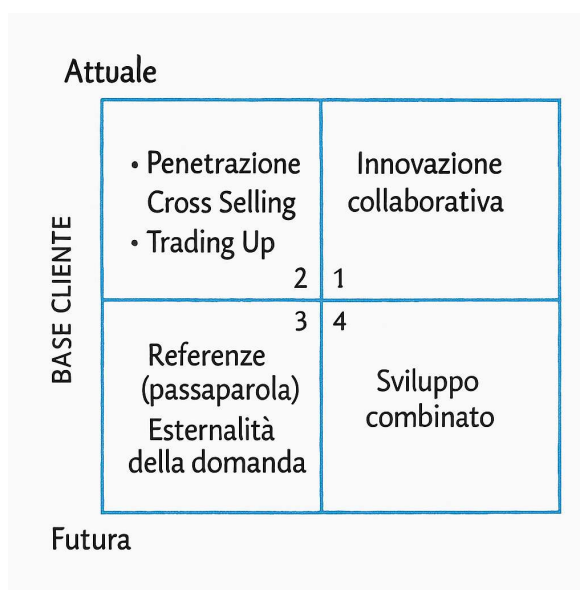 Attuale
BASE CLIENTE
• Penetrazione
Cross Selling
• Trading Up
2
Innovazione
collaborativa
1
3
Referenze
(passaparola)
Esternalità
della domanda
4
Sviluppo
combinato
Futura